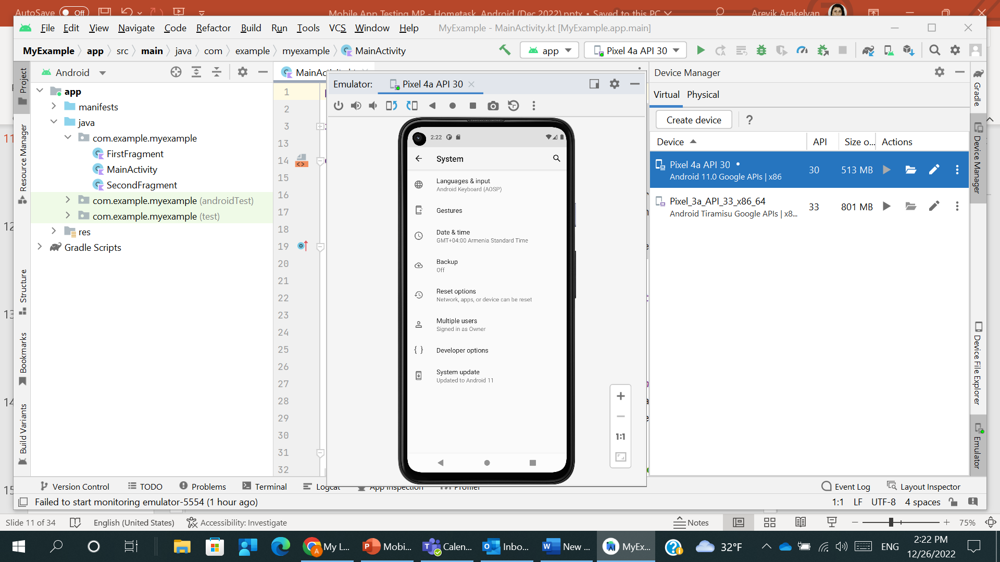 AutoSave Off Mobile App Testing MP - Hometask_Android (Dec 2022).pptx • Saved to this PC Arevik Arakelyan
File Edit View Navigate Code Refactor Build Run Tools VCS Window Help MyExample - MainActivity.kt [MyExample.app.main]
MyExample app src main java com example myexample MainActivity app Pixel 4a API 30
Project
Resource Manager
Structure
Bookmarks
Build Variants
Android
app
manifests
java
com.example.myexample
FirstFragment
MainActivity
SecondFragment
com.example.myexample (androidTest)
com.example.myexample (test)
res
Gradle Scripts
1
2
3
13
14
15
16
17
18
19
20
21
22
23
24
25
26
27
28
29
30
31
32
Emulator: Pixel 4a API 30
2:22
System
Languages & input
Android Keyboard (AOSP)
Gestures
Date & time
GMT+04:00 Armenia Standard Time
Backup
Off
Reset options
Network, apps, or device can be reset
Multiple users
Signed in as Owner
Developer options
System update
Updated to Android 11
1:1
Device Manager
Virtual Physical
Create device ?
Device API Size o... Actions
Pixel 4a API 30 • 30 513 MB
Android 11.0 Google APIs | x86
Pixel_3a_API_33_x86_64 33 801 MB
Android Tiramisu Google APIs | x8...
Gradle
Device Manager
Device File Explorer
Emulator
11
12
13
14
15
Version Control TODO Problems Terminal Logcat App Inspection Profiler Event Log Layout Inspector
Failed to start monitoring emulator-5554 (1 hour ago) 1:1 LF UTF-8 4 spaces
Slide 11 of 34 English (United States) Accessibility: Investigate Notes 75%
My L... Mobi... Calen... Inbo... New ... MyEx... 32°F ENG 2:22 PM
12/26/2022